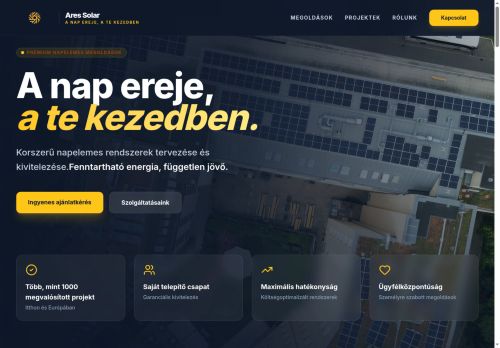 Ares Solar
A NAP EREJE, A TE KEZEDBEN
MEGOLDÁSOK PROJEKTEK RÓLUNK Kapcsolat
PRÉMIUM NAPELEMES MEGOLDÁSOK
A nap ereje,
a te kezedben.
Korszerű napelemes rendszerek tervezése és
kivitelezése.Fenntartható energia, független jövő.
Ingyenes ajánlatkérés Szolgáltatásaink
Több, mint 1000
megvalósított projekt
Itthon és Európában
Saját telepítő csapat
Garanciális kivitelezés
Maximális hatékonyság
Költségoptimalizált rendszerek
Ügyfélközpontúság
Személyre szabott megoldások